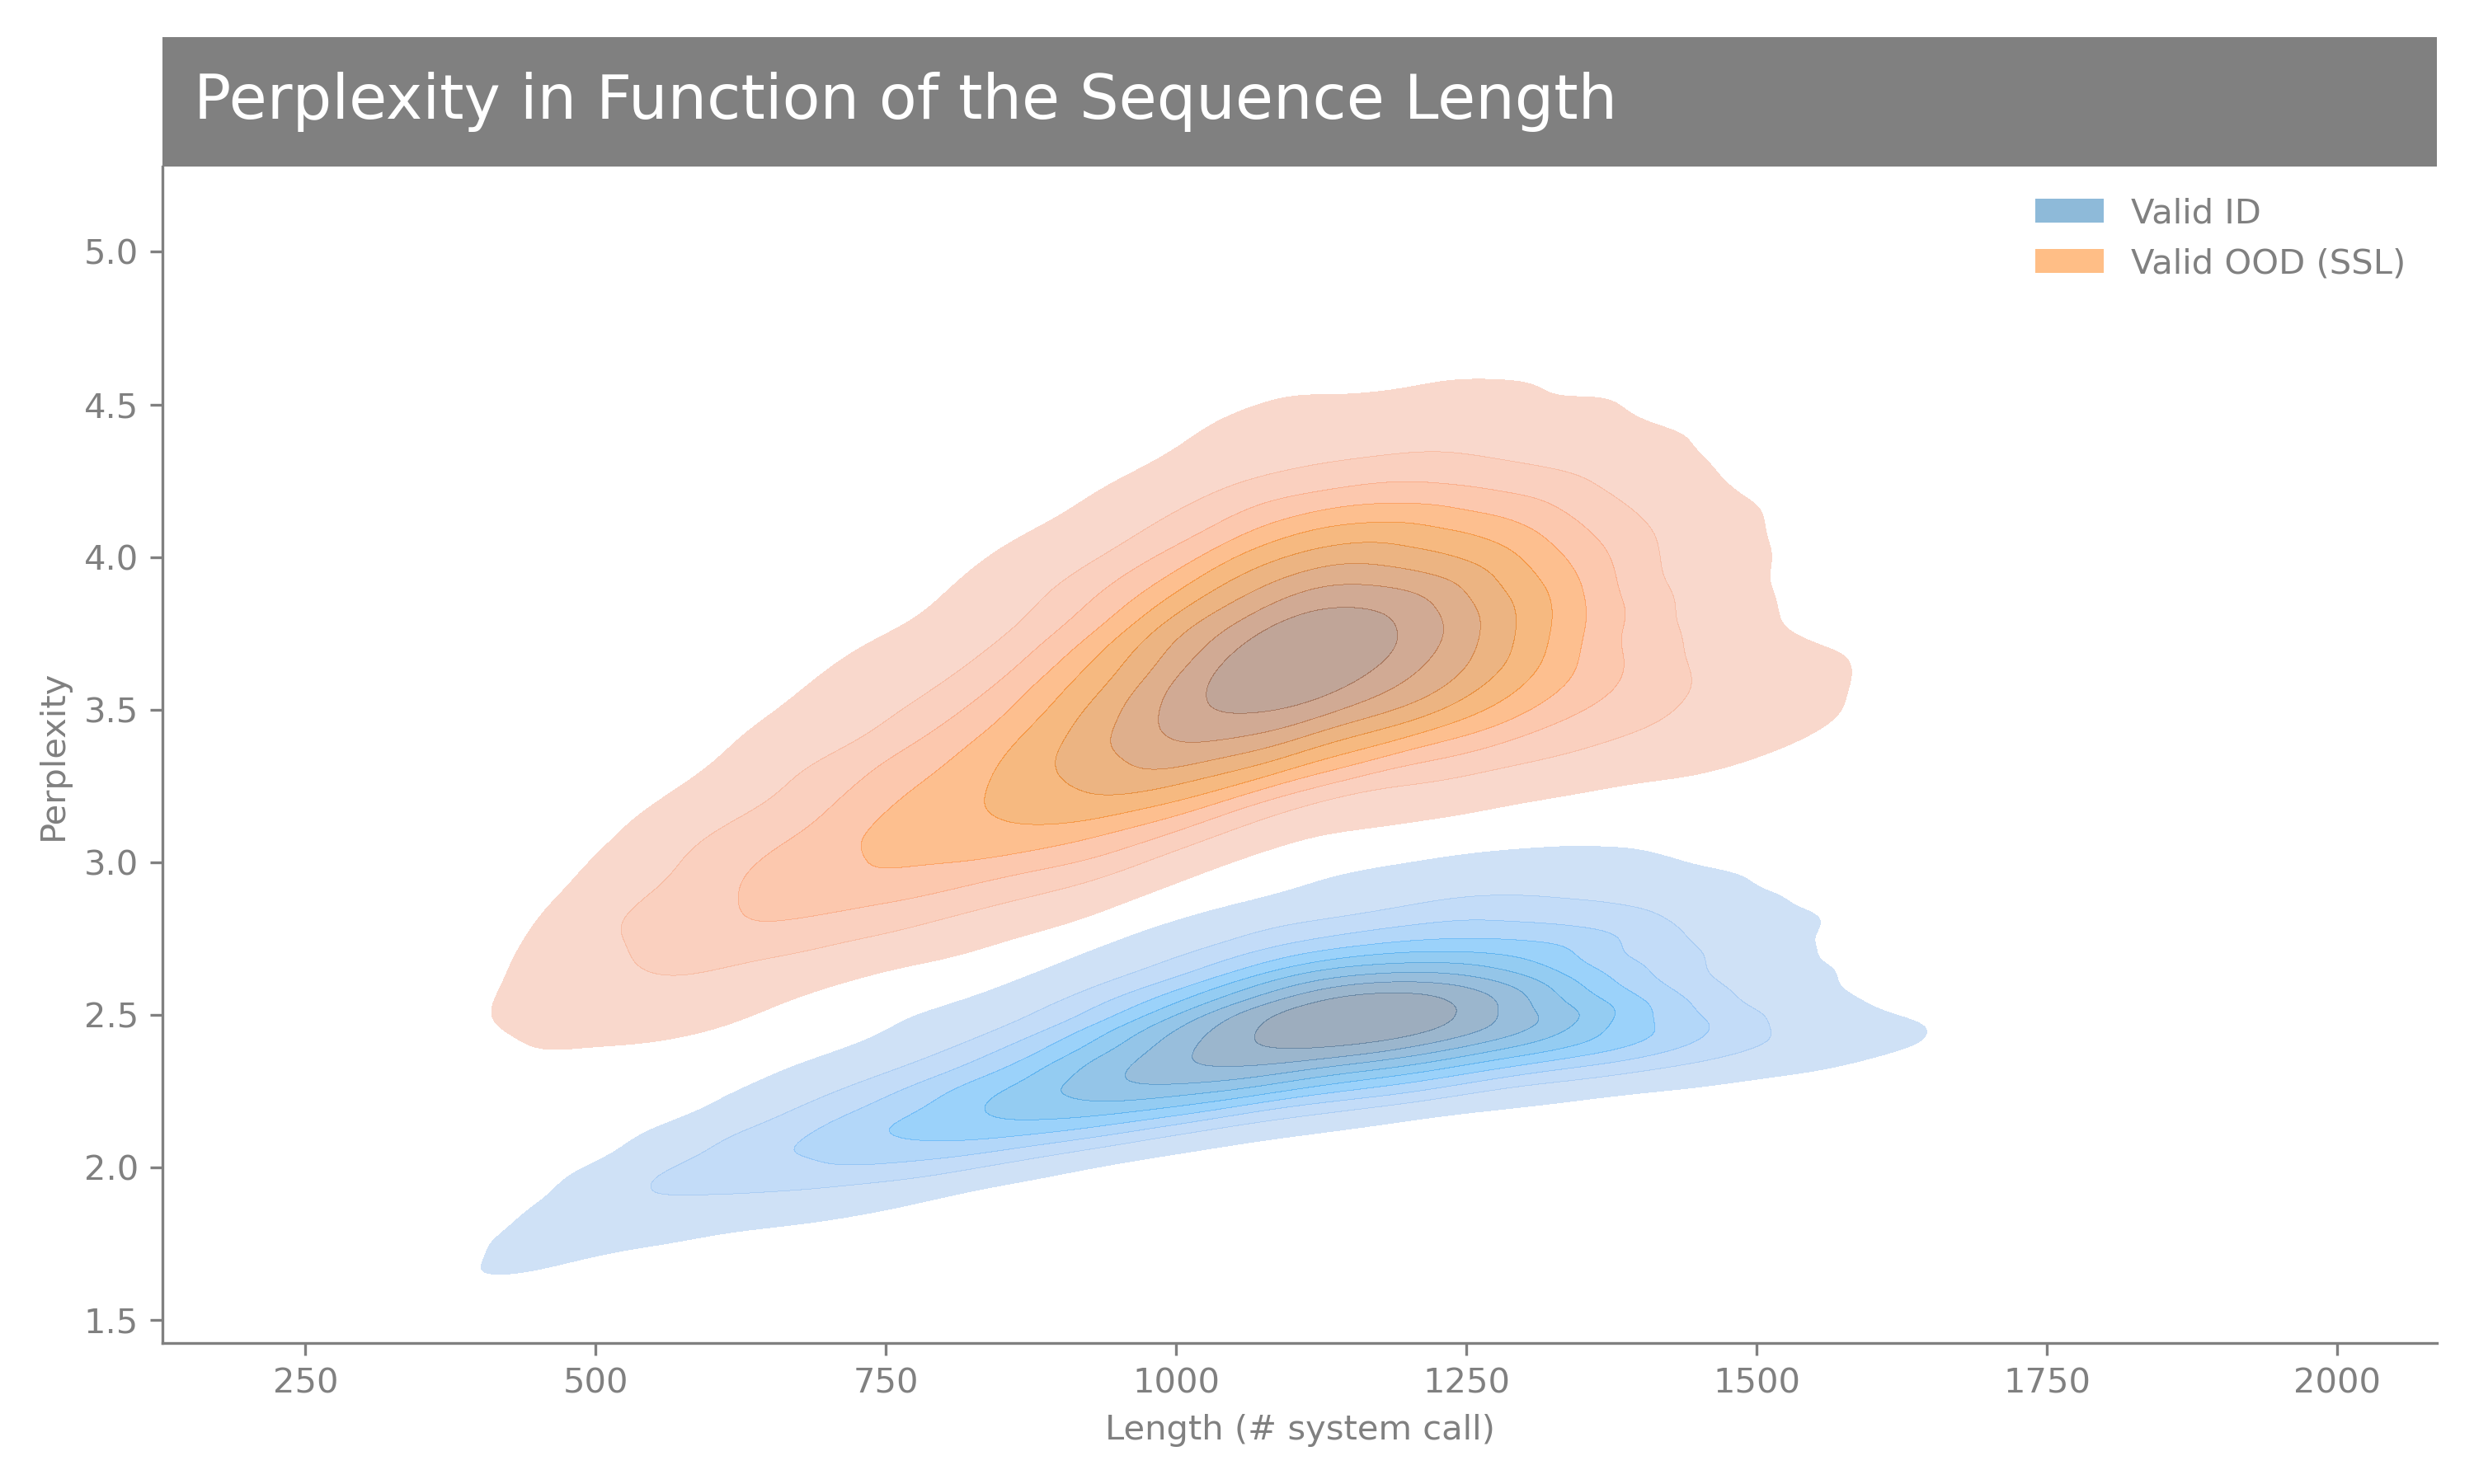 Perplexity in Function of the Sequence Length
Valid ID
Valid OOD (SSL)
5.0
4.5
4.0
3.5
3.0
2.5
2.0
1.5
Perplexity
250 500 750 1000 1250 1500 1750 2000
Length (# system call)